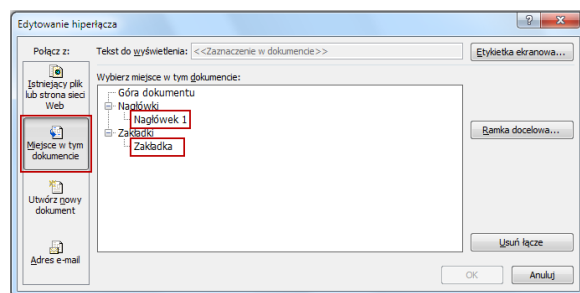 Edytowanie hiperłącza
Połącz z:
Tekst do wyświetlenia: <<Zaznaczenie w dokumencie>>
Etykietka ekranowa...
Istniejący plik
lub strona sieci
Web
Miejsce w tym
dokumencie
Utwórz nowy
dokument
Adres e-mail
Wybierz miejsce w tym dokumencie:
Góra dokumentu
Nagłówki
Nagłówek 1
Zakładki
Zakładka
Ramka docelowa...
Usuń łącze
OK
Anuluj